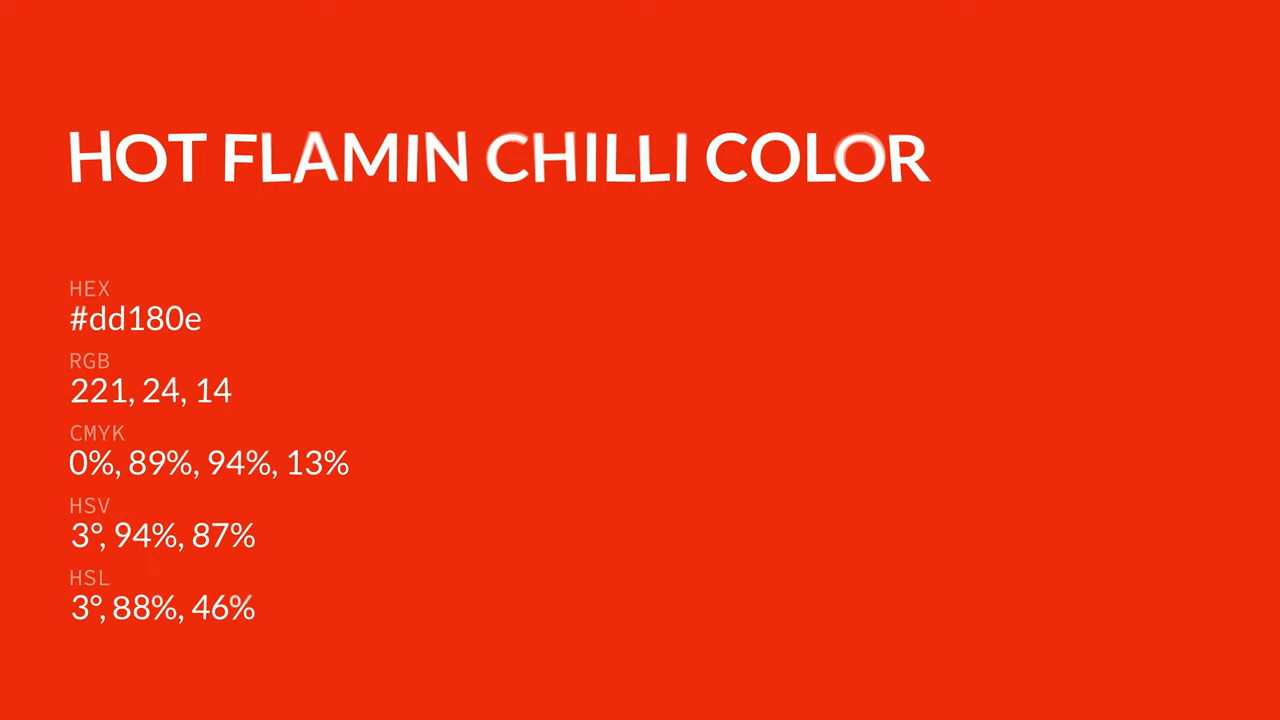 HOT FLAMIN CHILLI COLOR
HEX
#dd180e
RGB
221, 24, 14
CMYK
0%, 89%, 94%, 13%
HSV
3°, 94%, 87%
HSL
3°, 88%, 46%